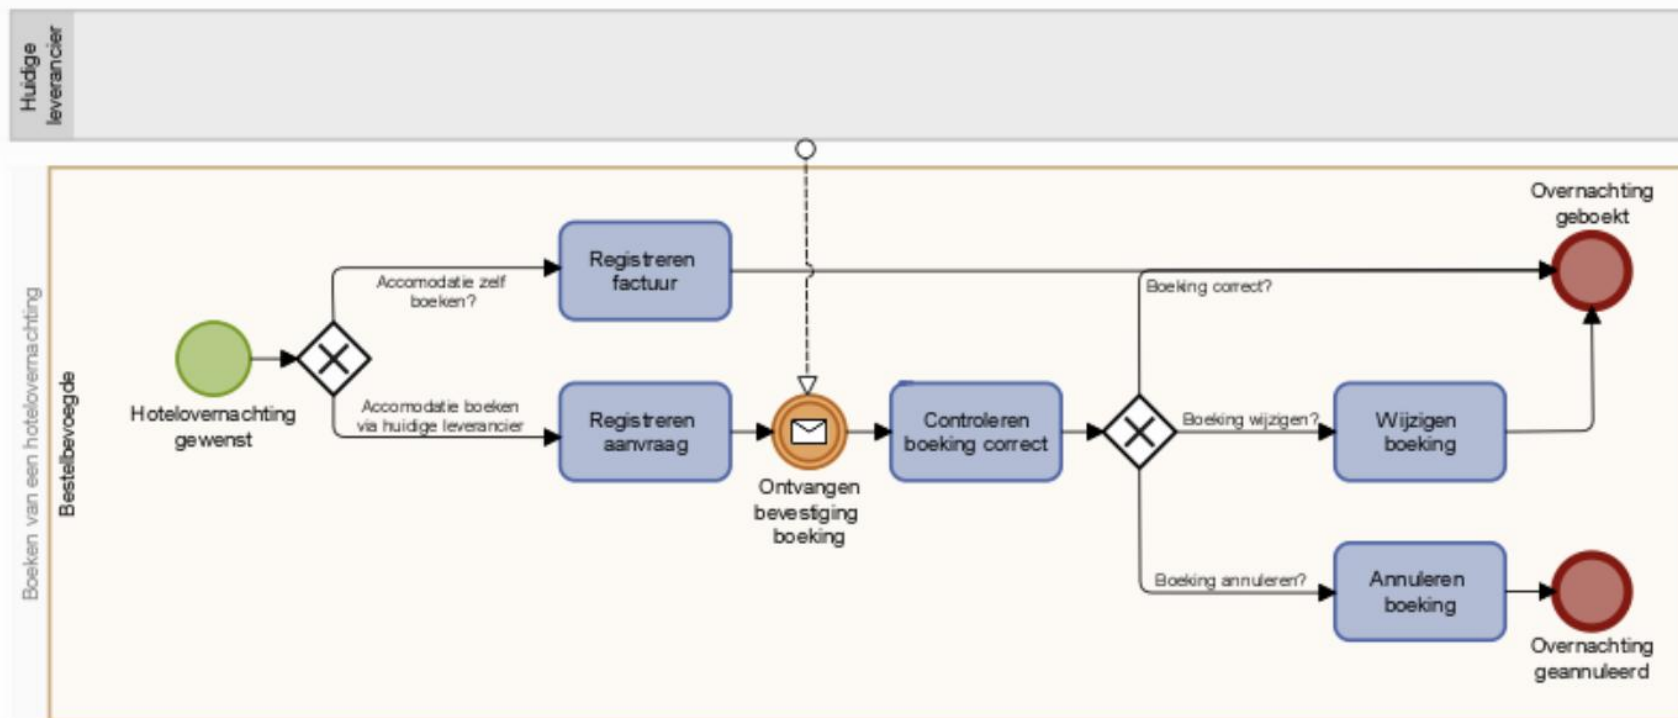 Huidige
leverancier
Boeken van een hotelovernachting
Bestelbevoegde
Hotelovernachting
gewenst
Accomodatie zelf
boeken?
Registreren
factuur
Accomodatie boeken
via huidige leverancier
Registreren
aanvraag
Ontvangen
bevestiging
boeking
Controleren
boeking correct
Boeking correct?
Overnachting
geboekt
Boeking wijzigen?
Wijzigen
boeking
Boeking annuleren?
Annuleren
boeking
Overnachting
geannuleerd